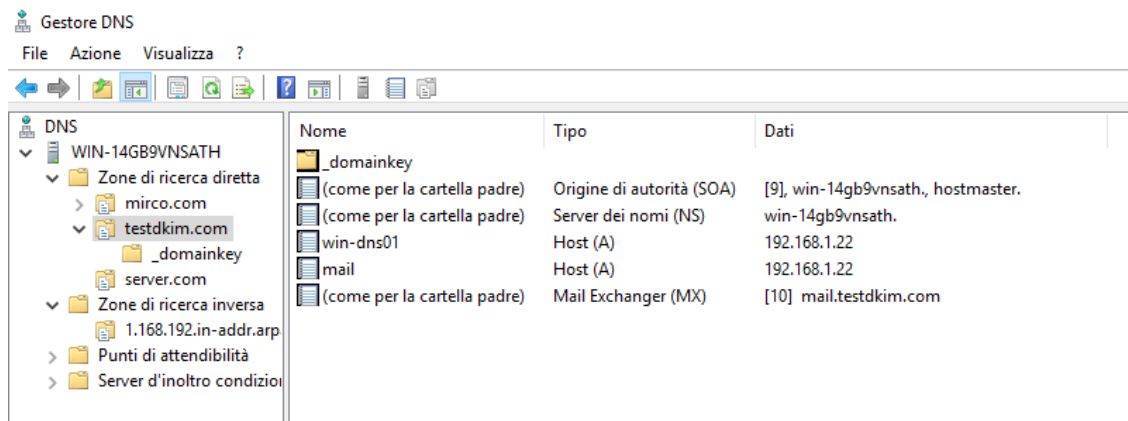 Gestore DNS
File Azione Visualizza ?
DNS
WIN-14GB9VNSATH
Zone di ricerca diretta
mirco.com
testdkim.com
_domainkey
server.com
Zone di ricerca inversa
1.168.192.in-addr.arp
Punti di attendibilità
Server d'inoltro condizion
Nome Tipo Dati
_domainkey
(come per la cartella padre) Origine di autorità (SOA) [9], win-14gb9vnsath., hostmaster.
(come per la cartella padre) Server dei nomi (NS) win-14gb9vnsath.
win-dns01 Host (A) 192.168.1.22
mail Host (A) 192.168.1.22
(come per la cartella padre) Mail Exchanger (MX) [10] mail.testdkim.com